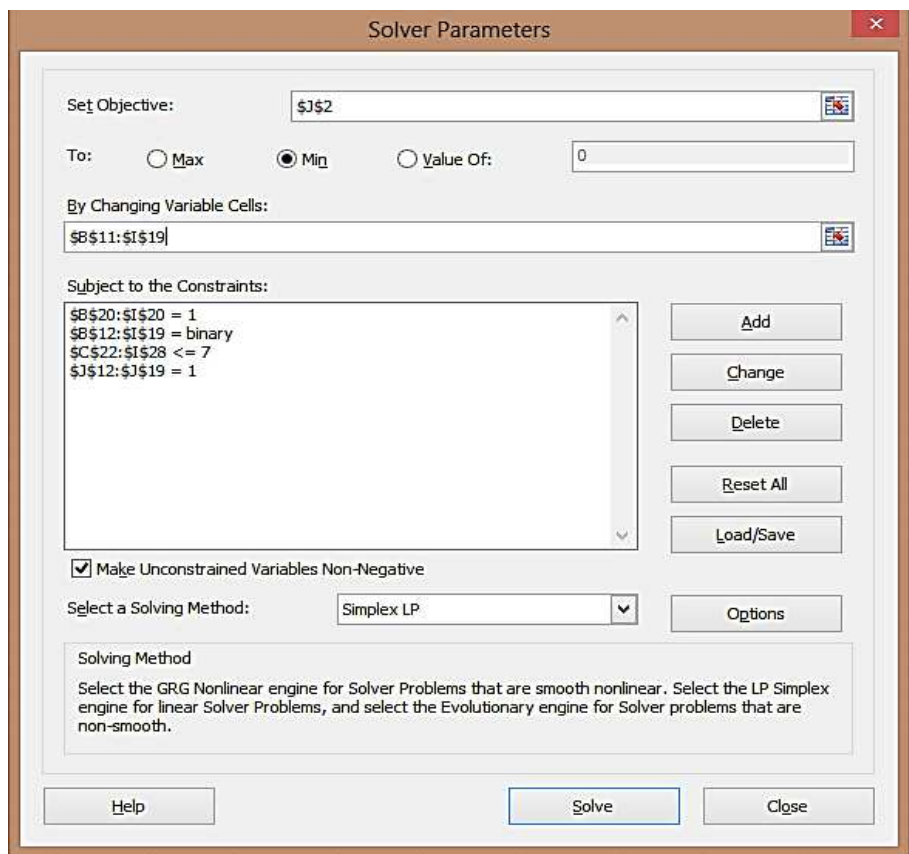 Solver Parameters
Set Objective: $J$2
To: Max Min Value Of: 0
By Changing Variable Cells:
$B$11:$I$19
Subject to the Constraints:
$B$20:$I$20 = 1
$B$12:$I$19 = binary
$C$22:$I$28 <= 7
$J$12:$J$19 = 1
Add
Change
Delete
Reset All
Load/Save
Make Unconstrained Variables Non-Negative
Select a Solving Method: Simplex LP Options
Solving Method
Select the GRG Nonlinear engine for Solver Problems that are smooth nonlinear. Select the LP Simplex
engine for linear Solver Problems, and select the Evolutionary engine for Solver problems that are
non-smooth.
Help Solve Close